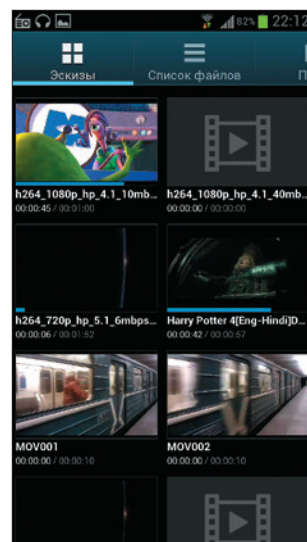 82% 22:12
Эскизы Список файлов П
h264_1080p_hp_4.1_10mb... h264_1080p_hp_4.1_40mb...
00:00:45 / 00:01:00 00:00:00 / 00:00:00
h264_720p_hp_5.1_6mbps... Harry Potter 4[Eng-Hindi]D...
00:00:06 / 00:01:52 00:00:42 / 00:00:57
MOV001 MOV002
00:00:00 / 00:00:10 00:00:00 / 00:00:10